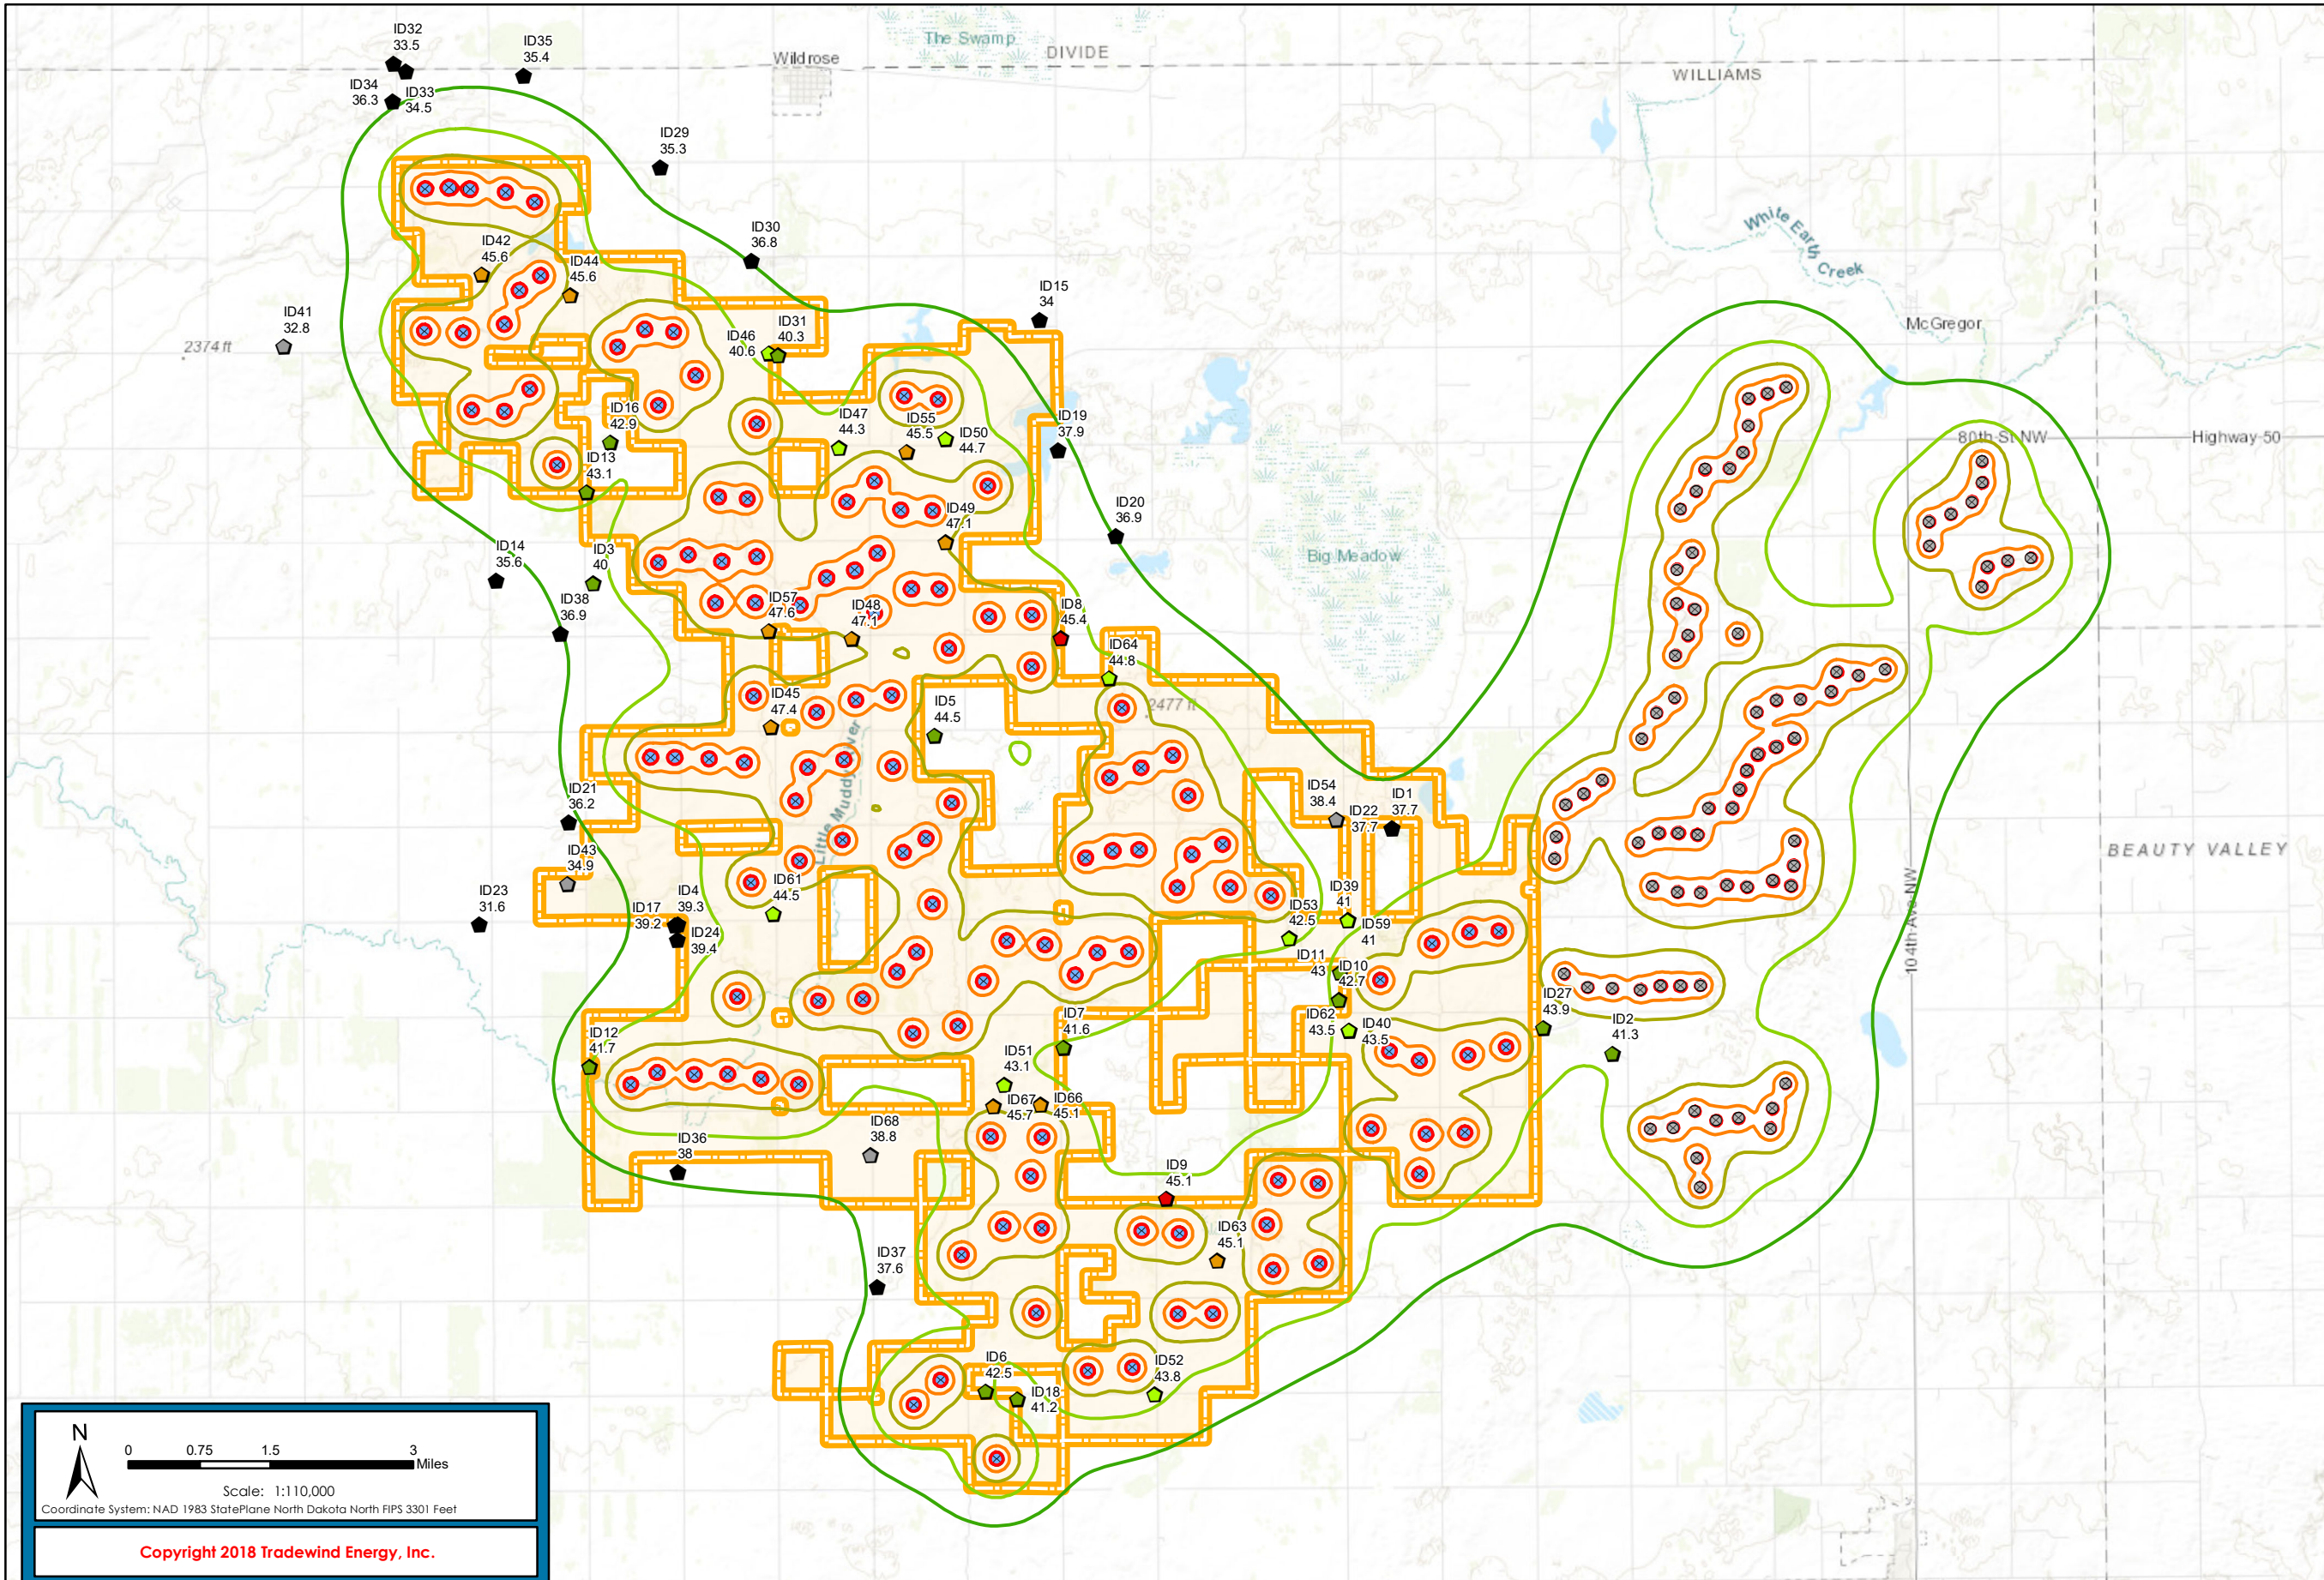 ID32
33.5
ID35
35.4
The Swamp
DIVIDE
Wildrose
WILLIAMS
ID34
36.3
ID33
34.5
ID29
35.3
White Earth
Creek
ID30
36.8
ID42
45.6
ID44
45.6
ID15
34
ID41
32.8
2374 ft
ID46
40.6
ID31
40.3
McGregor
ID16
42.9
ID47
44.3
ID55
45.5
ID50
44.7
ID19
37.9
80th-St-NW
Highway-50
ID13
43.1
ID49
47.1
ID20
36.9
ID14
35.6
ID3
40
Big Meadow
ID38
36.9
ID57
47.6
ID48
47.1
ID8
45.4
ID64
44.8
2477 ft
ID45
47.4
ID5
44.5
Little Muddy River
ID21
36.2
ID54
38.4
ID22
37.7
ID1
37.7
ID43
34.9
BEAUTY VALLEY
ID23
31.6
ID17
39.2
ID4
39.3
ID24
39.4
ID61
44.5
ID39
41
ID53
42.5
ID59
41
104th-Ave-NW
ID11
43
ID10
42.7
ID12
41.7
ID7
41.6
ID62
43.5
ID40
43.5
ID27
43.9
ID2
41.3
ID51
43.1
ID67
45.7
ID66
45.1
ID36
38
ID68
38.8
ID9
45.1
ID63
45.1
ID37
37.6
ID6
42.5
ID18
41.2
ID52
43.8
N
0 0.75 1.5 3
Miles
Scale: 1:110,000
Coordinate System: NAD 1983 StatePlane North Dakota North FIPS 3301 Feet
Copyright 2018 Tradewind Energy, Inc.